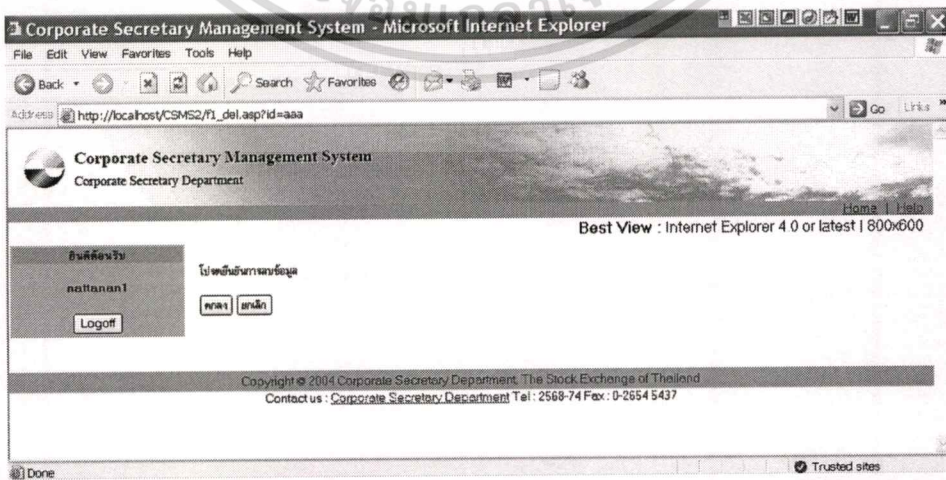 Corporate Secretary Management System - Microsoft Internet Explorer
File Edit View Favorites Tools Help
Back Search Favorites
Address http://localhost/CSMS2/f1_del.asp?id=aaa Go Links »
Corporate Secretary Management System
Corporate Secretary Department
Home | Help
Best View : Internet Explorer 4.0 or latest | 800x600
ยินดีต้อนรับ
nattanan1
Logoff
โปรดยืนยันการลบข้อมูล
ตกลง ยกเลิก
Copyright © 2004 Corporate Secretary Department, The Stock Exchange of Thailand
Contact us : Corporate Secretary Department Tel : 2568-74 Fax : 0-2654 5437
Done Trusted sites